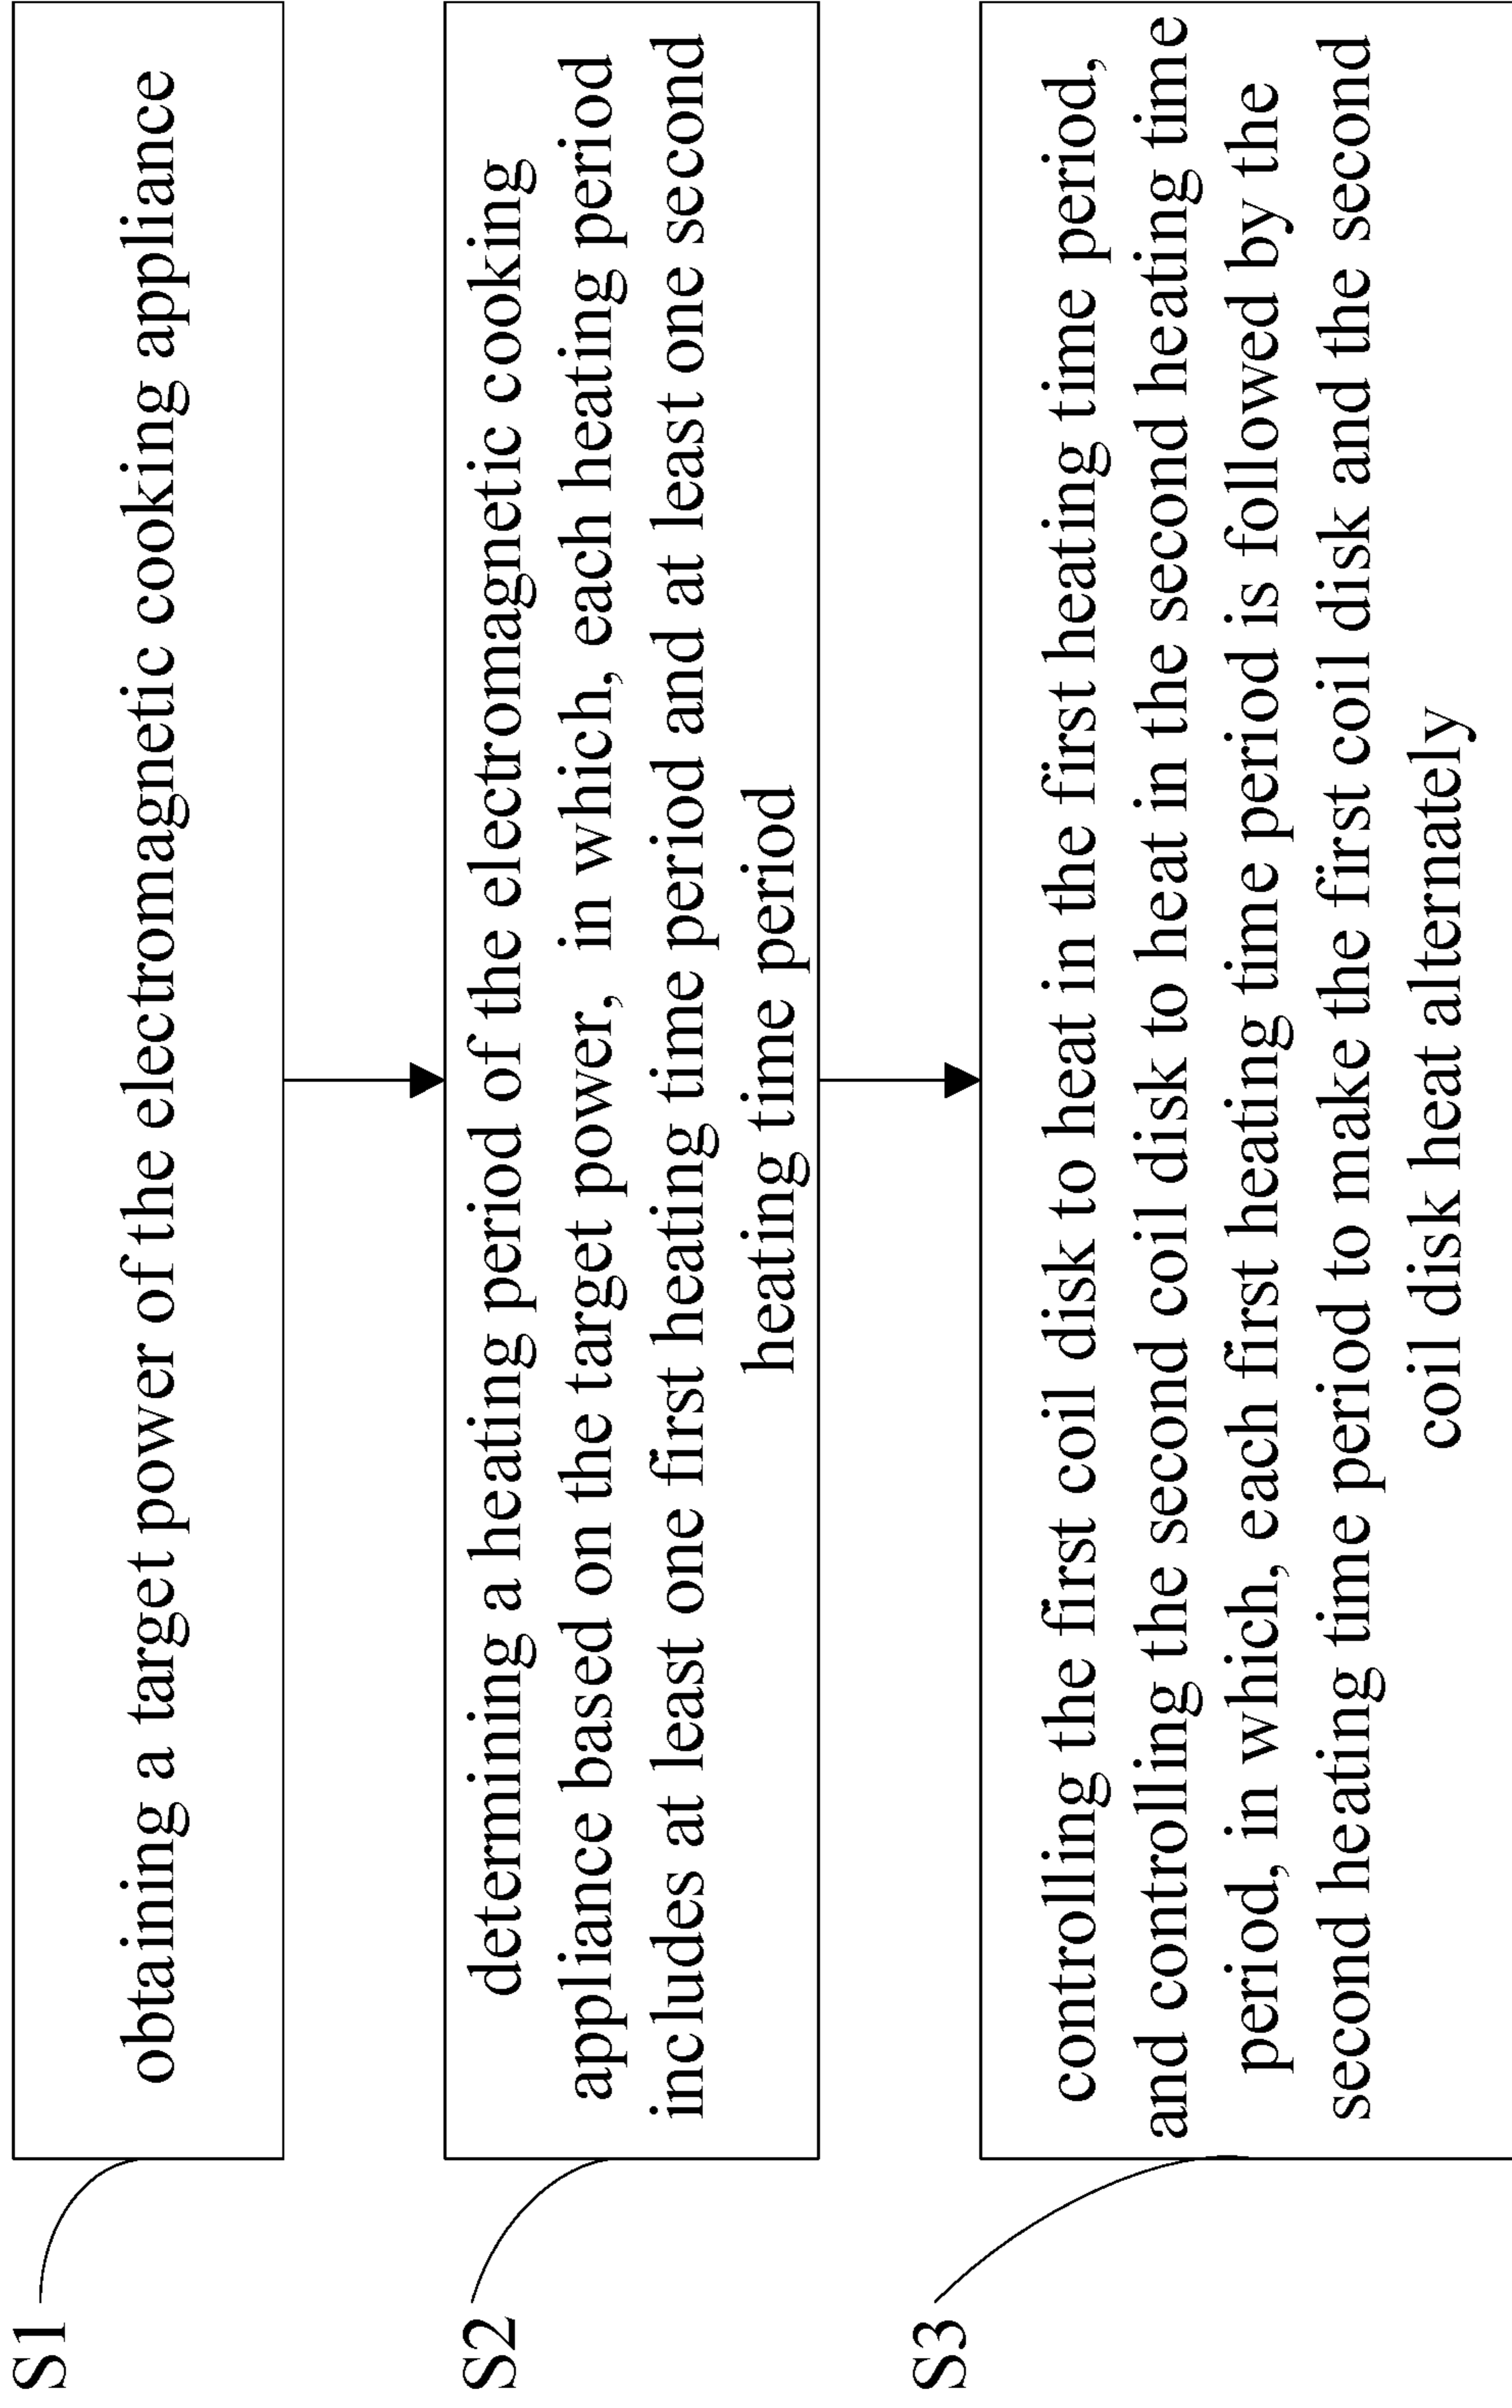 S1
obtaining a target power of the electromagnetic cooking appliance
S2
determining a heating period of the electromagnetic cooking
appliance based on the target power, in which, each heating period
includes at least one first heating time period and at least one second
heating time period
S3
controlling the first coil disk to heat in the first heating time period,
and controlling the second coil disk to heat in the second heating time
period, in which, each first heating time period is followed by the
second heating time period to make the first coil disk and the second
coil disk heat alternately